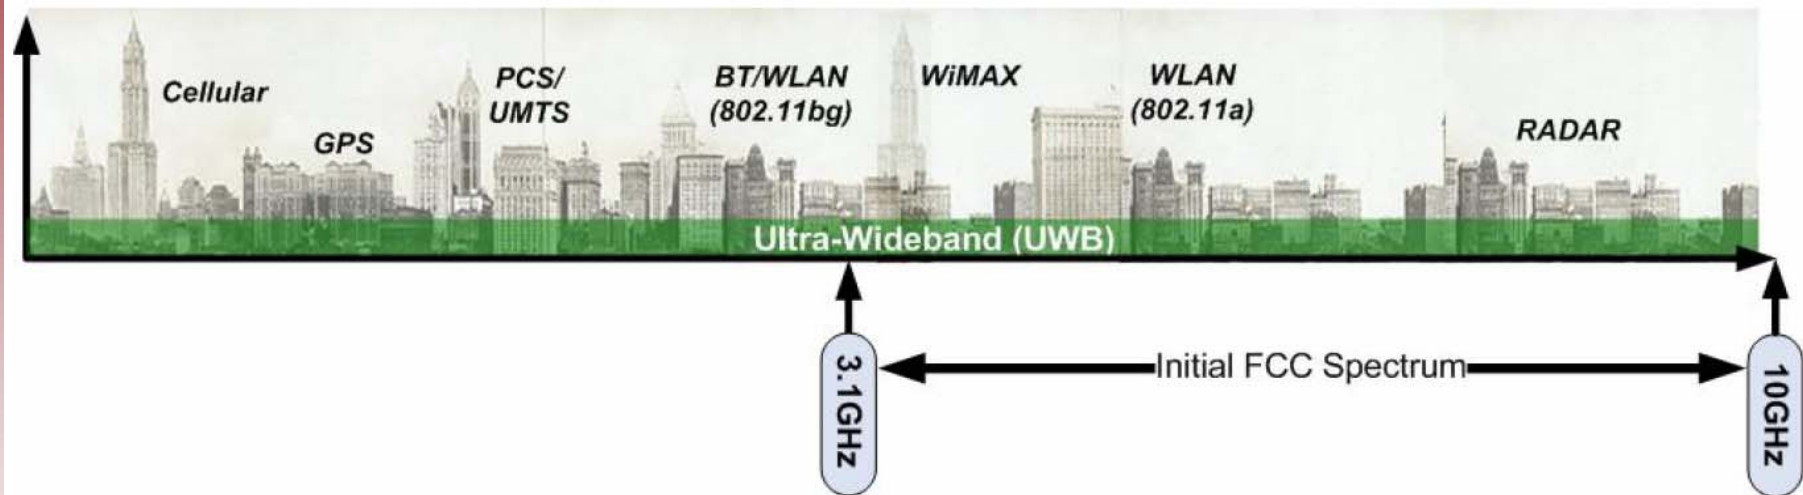 Cellular
GPS
PCS/
UMTS
BT/WLAN
(802.11bg)
WiMAX
WLAN
(802.11a)
RADAR
Ultra-Wideband (UWB)
3.1GHz
Initial FCC Spectrum
10GHz